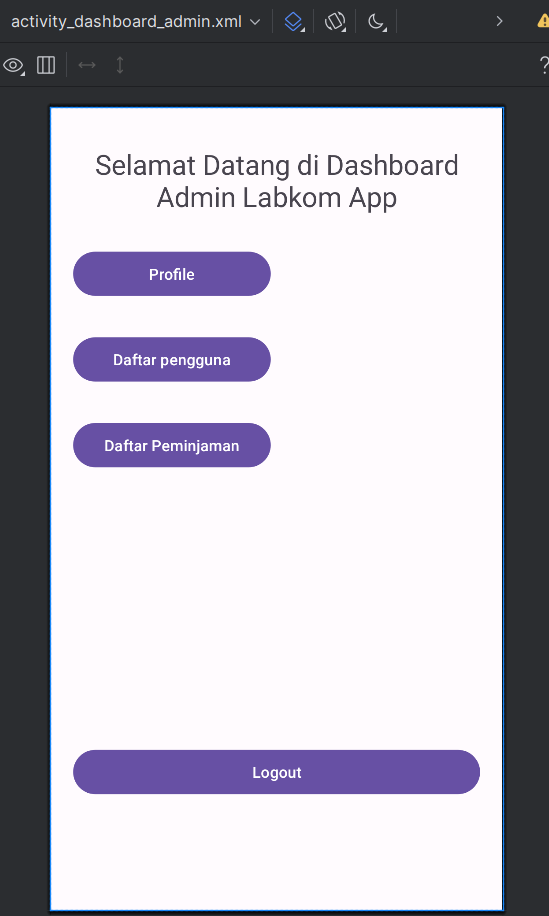 activity_dashboard_admin.xml
?
Selamat Datang di Dashboard
Admin Labkom App
Profile
Daftar pengguna
Daftar Peminjaman
Logout